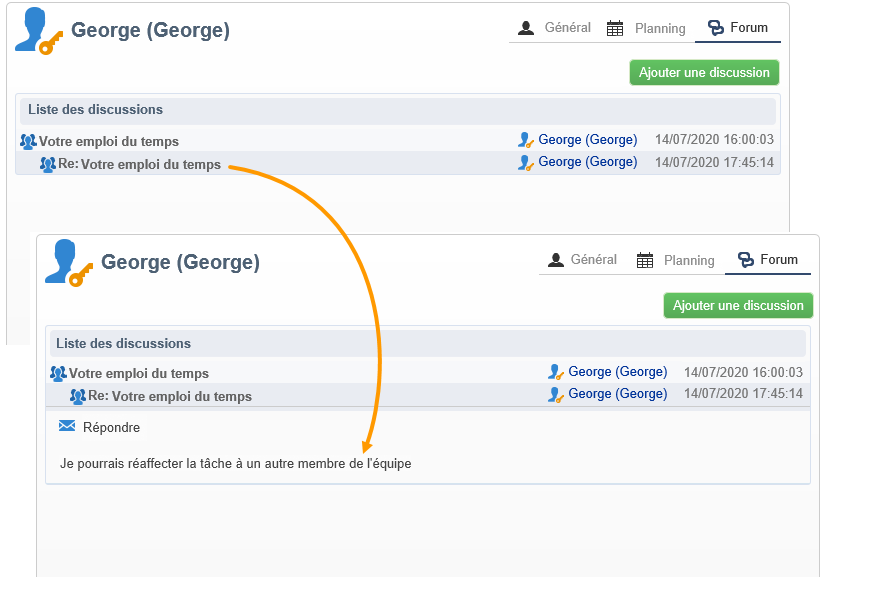 George (George)
Général Planning Forum
Ajouter une discussion
Liste des discussions
Votre emploi du temps George (George) 14/07/2020 16:00:03
Re: Votre emploi du temps George (George) 14/07/2020 17:45:14
George (George)
Général Planning Forum
Ajouter une discussion
Liste des discussions
Votre emploi du temps George (George) 14/07/2020 16:00:03
Re: Votre emploi du temps George (George) 14/07/2020 17:45:14
Répondre
Je pourrais réaffecter la tâche à un autre membre de l'équipe